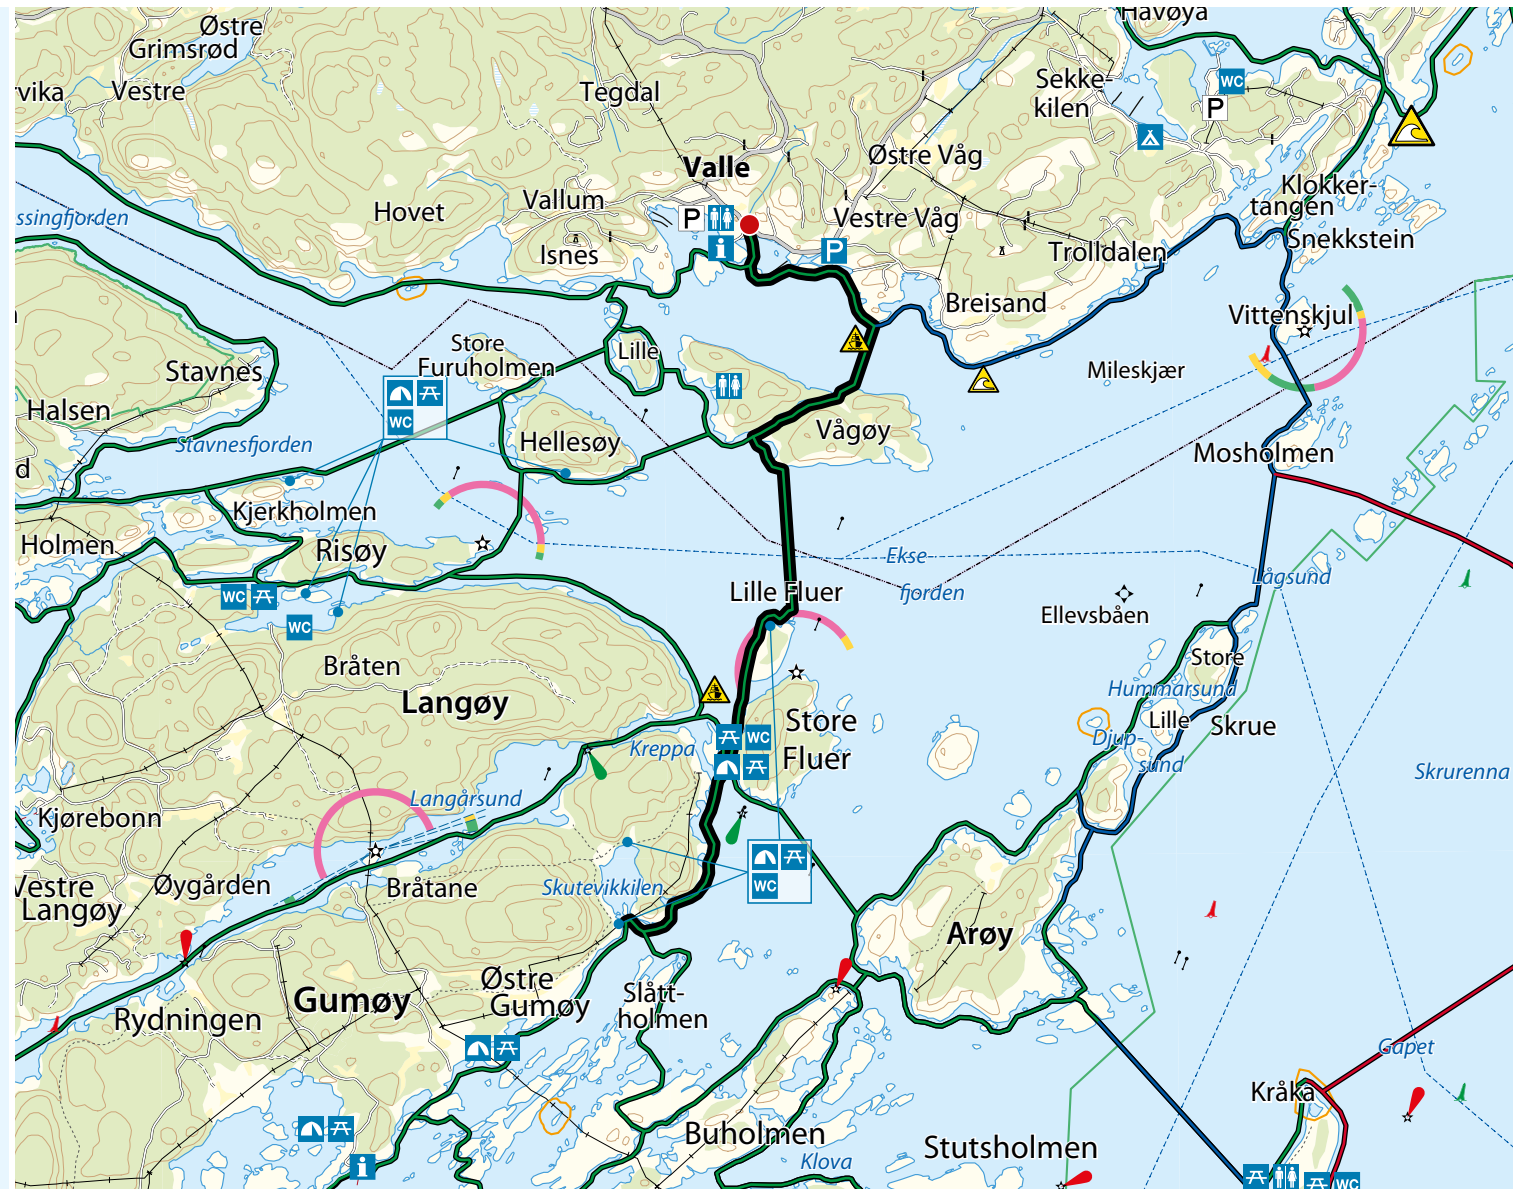 Østre
Grimsrød
Havøya
vika
Vestre
Tegdal
Sekke-
kilen
WC
P
Østre Våg
Valle
Klokker-
tangen
Vallum
Hovet
ssingfjorden
P
Vestre Våg
P
i
Isnes
Trolldalen
Snekkstein
Breisand
Vittenskjul
Store
Furuholmen
Lille
Stavnes
Mileskjær
Halsen
WC
Vågøy
Stavnesfjorden
Hellesøy
Mosholmen
d
Kjerkholmen
Holmen
Risøy
Ekse
fjorden
Lågsund
Lille Fluer
Ellevsbåen
WC
WC
Bråten
Store
Hummarsund
Langøy
Store
Fluer
Lille
Skrue
Djup-
sund
Kreppa
WC
Skrurenna
Langårsund
Kjørebonn
WC
Vestre
Langøy
Øygården
Bråtane
Skutevikkilen
Arøy
Østre
Gumøy
Gumøy
Slått-
holmen
Rydningen
Gapet
Kråka
Buholmen
Stutsholmen
Klova
i
WC